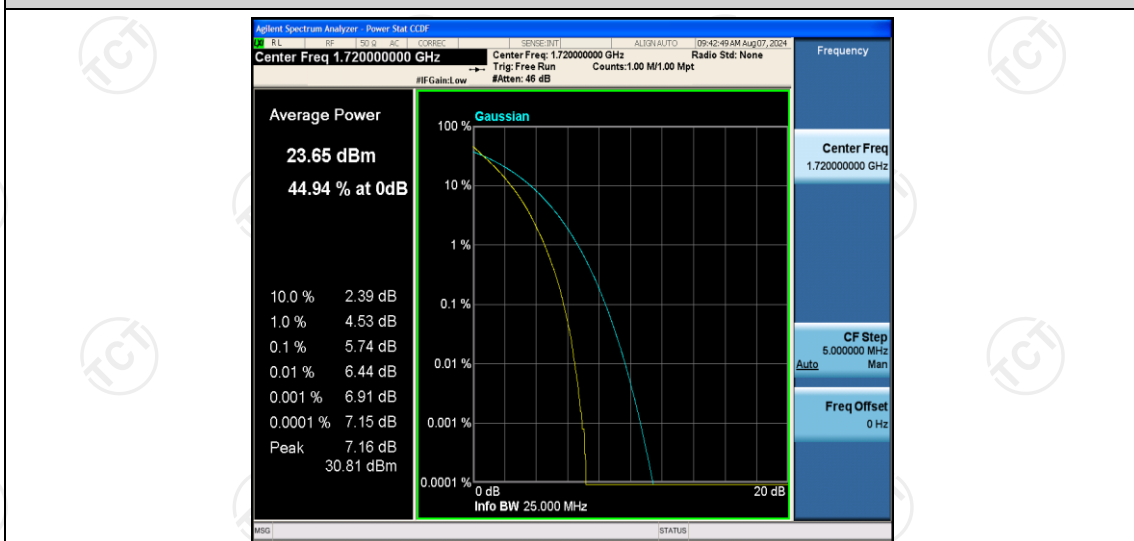 Agilent Spectrum Analyzer - Power Stat CCDF
LXI RL RF 50 Ω AC CORREC SENSE:INT ALIGN AUTO 09:42:49 AM Aug 07, 2024
Center Freq 1.720000000 GHz
Center Freq: 1.720000000 GHz Radio Std: None
Trig: Free Run Counts:1.00 M/1.00 Mpt
#IFGain:Low #Atten: 46 dB
Frequency
Average Power
23.65 dBm
44.94 % at 0dB
10.0 % 2.39 dB
1.0 % 4.53 dB
0.1 % 5.74 dB
0.01 % 6.44 dB
0.001 % 6.91 dB
0.0001 % 7.15 dB
Peak 7.16 dB
30.81 dBm
Gaussian
100 %
10 %
1 %
0.1 %
0.01 %
0.001 %
0.0001 %
0 dB 20 dB
Info BW 25.000 MHz
Center Freq
1.720000000 GHz
CF Step
5.000000 MHz
Auto Man
Freq Offset
0 Hz
MSG STATUS
TCT
TCT
TCT
TCT